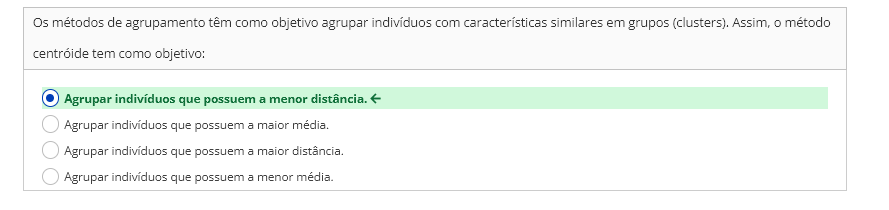 Os métodos de agrupamento têm como objetivo agrupar indivíduos com características similares em grupos (clusters). Assim, o método
centróide tem como objetivo:
Agrupar indivíduos que possuem a menor distância. ←
Agrupar indivíduos que possuem a maior média.
Agrupar indivíduos que possuem a maior distância.
Agrupar indivíduos que possuem a menor média.